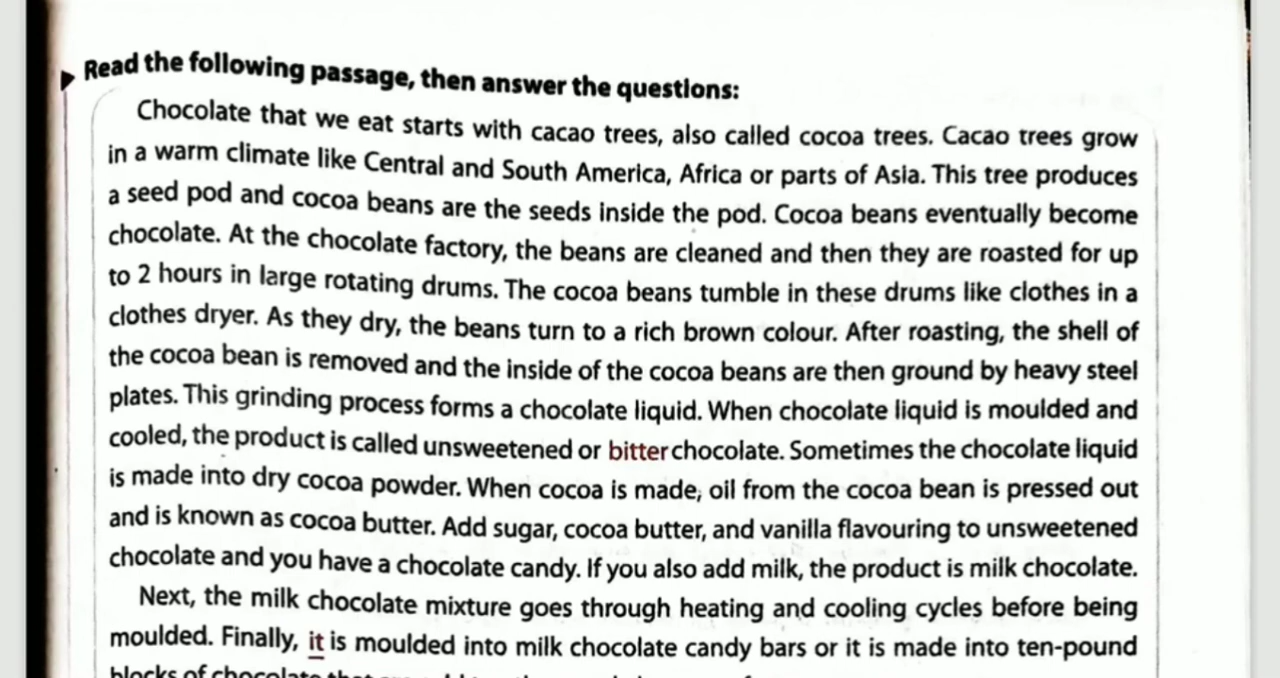 Read the following passage, then answer the questions:
Chocolate that we eat starts with cacao trees, also called cocoa trees. Cacao trees grow
in a warm climate like Central and South America, Africa or parts of Asia. This tree produces
a seed pod and cocoa beans are the seeds inside the pod. Cocoa beans eventually become
chocolate. At the chocolate factory, the beans are cleaned and then they are roasted for up
to 2 hours in large rotating drums. The cocoa beans tumble in these drums like clothes in a
clothes dryer. As they dry, the beans turn to a rich brown colour. After roasting, the shell of
the cocoa bean is removed and the inside of the cocoa beans are then ground by heavy steel
plates. This grinding process forms a chocolate liquid. When chocolate liquid is moulded and
cooled, the product is called unsweetened or bitter chocolate. Sometimes the chocolate liquid
is made into dry cocoa powder. When cocoa is made, oil from the cocoa bean is pressed out
and is known as cocoa butter. Add sugar, cocoa butter, and vanilla flavouring to unsweetened
chocolate and you have a chocolate candy. If you also add milk, the product is milk chocolate.
Next, the milk chocolate mixture goes through heating and cooling cycles before being
moulded. Finally, it is moulded into milk chocolate candy bars or it is made into ten-pound
blocks of chocolate that